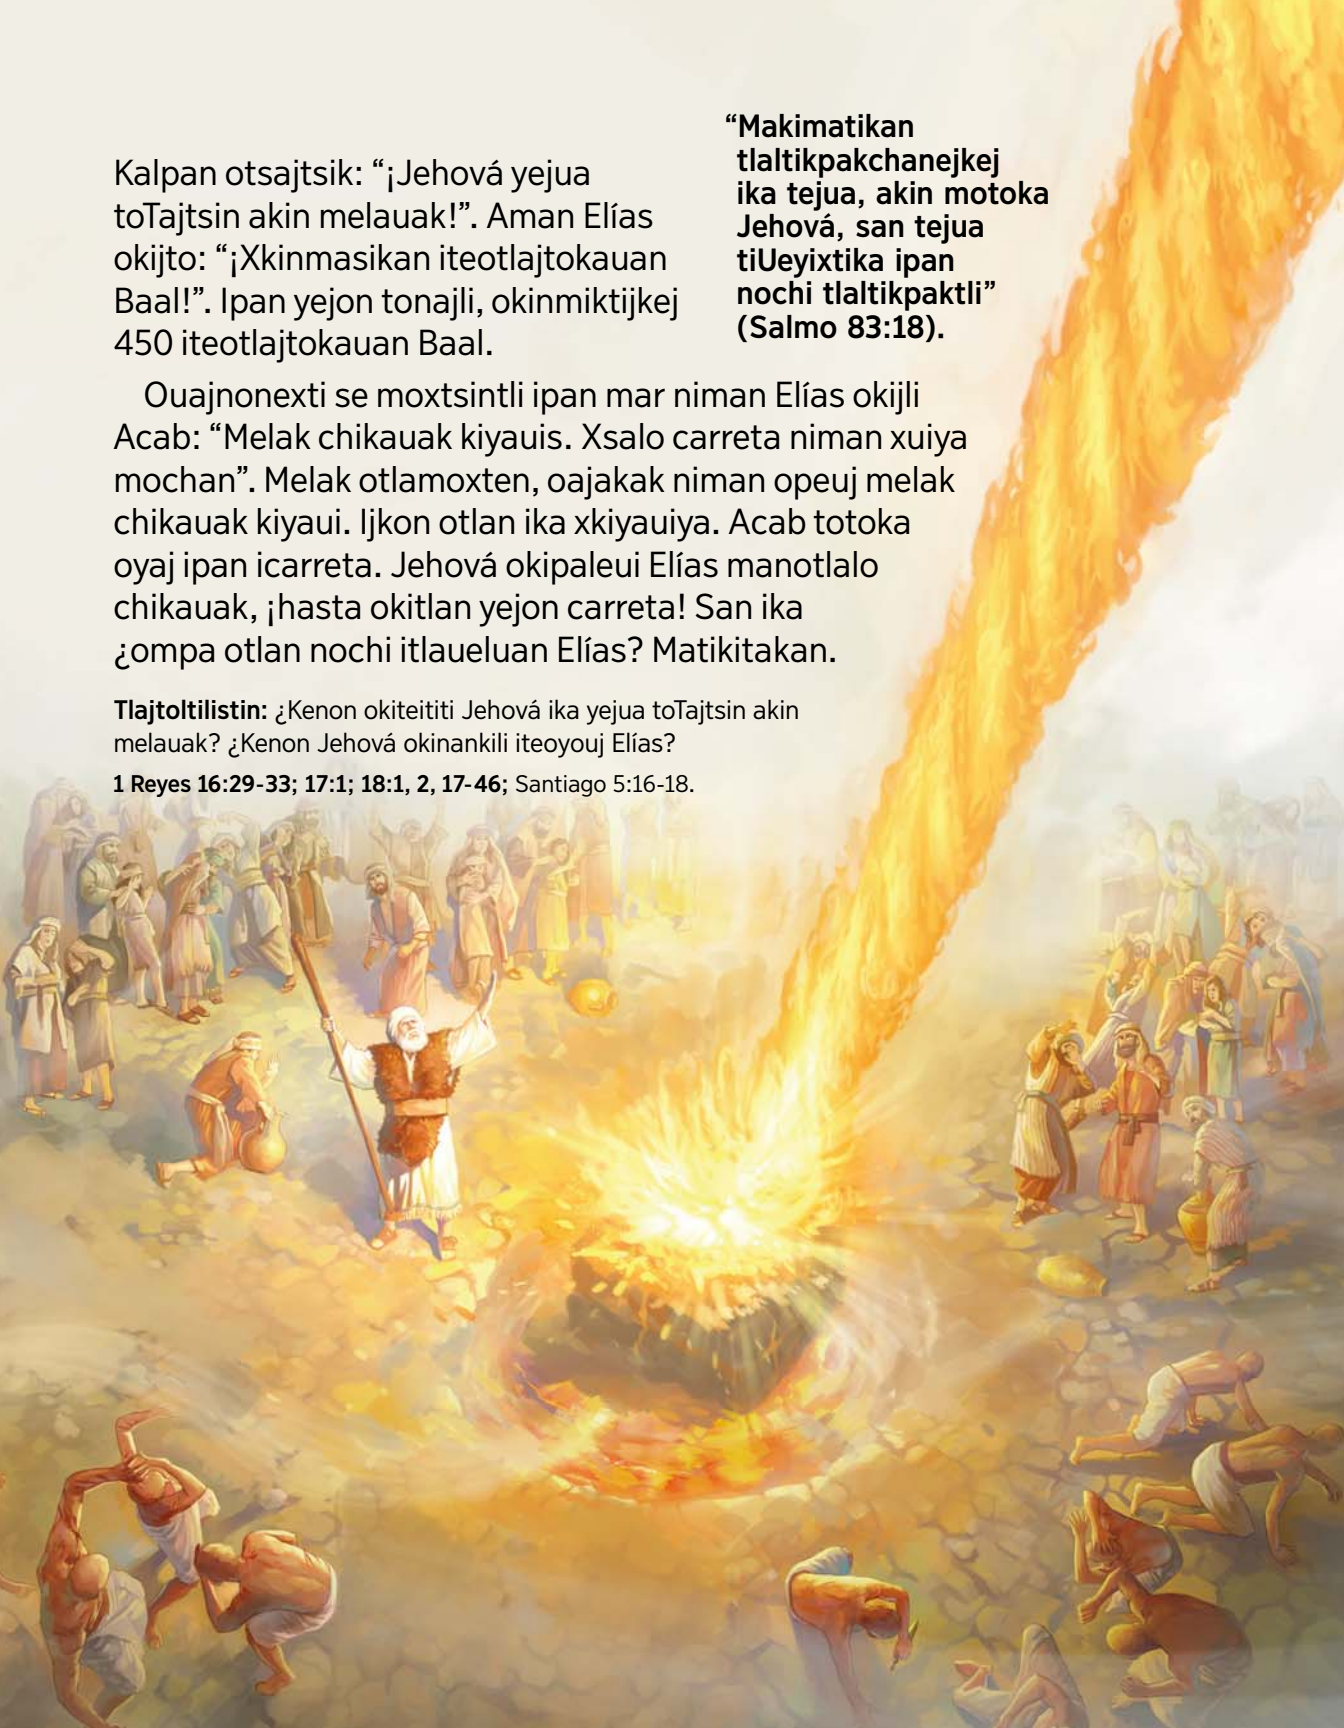 Kalpan otsajtsik: “¡Jehová yejua
toTajtsin akin melauak!”. Aman Elías
okijto: “¡Xkinmasikan iteotlajtokauan
Baal!”. Ipan yejon tonajli, okinmiktijkej
450 iteotlajtokauan Baal.
“Makimatikan
tlaltikpakchanejkej
ika tejua, akin motoka
Jehová, san tejua
tiUeyixtika ipan
nochi tlaltikpaktli”
(Salmo 83:18).
Ouajnonexti se moxtsintli ipan mar niman Elías okijli
Acab: “Melak chikauak kiyauis. Xsalo carreta niman xuiya
mochan”. Melak otlamoxten, oajakak niman opeuj melak
chikauak kiyaui. Ijkon otlan ika xkiyauiya. Acab totoka
oyaj ipan icarreta. Jehová okipaleui Elías manotlalo
chikauak, ¡hasta okitlan yejon carreta! San ika
¿ompa otlan nochi itlaueluan Elías? Matikitakan.
Tlajtoltilistin: ¿Kenon okiteititi Jehová ika yejua toTajtsin akin
melauak? ¿Kenon Jehová okinankili iteoyouj Elías?
1 Reyes 16:29-33; 17:1; 18:1, 2, 17-46; Santiago 5:16-18.